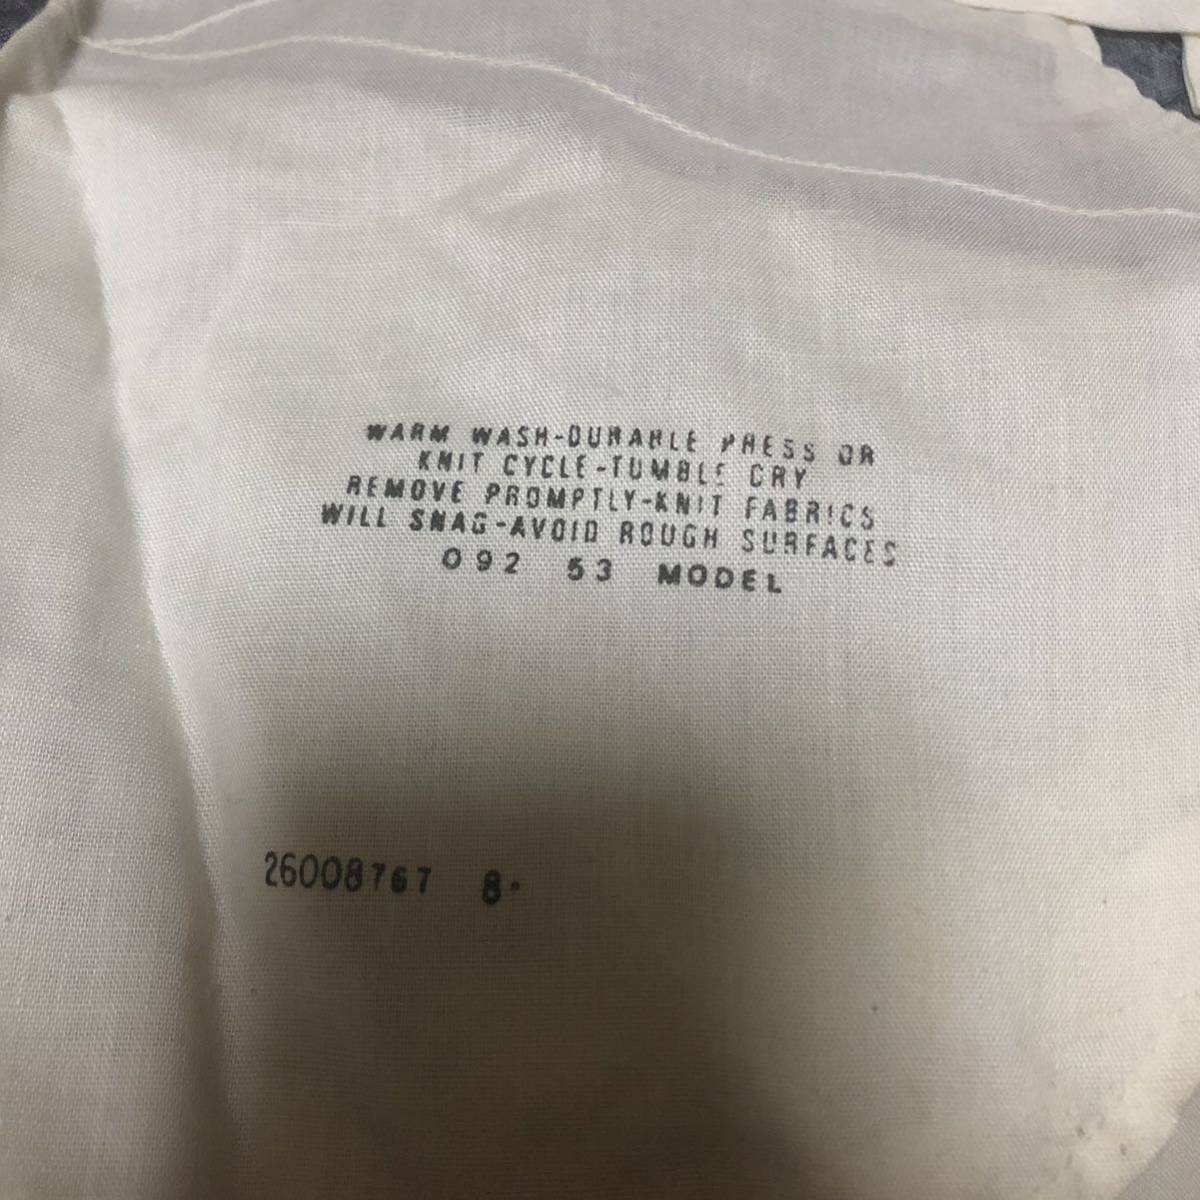 WARM WASH-DURABLE PRESS OR
KNIT CYCLE-TUMBLE DRY
REMOVE PROMPTLY-KNIT FABRICS
WILL SNAG-AVOID ROUGH SURFACES
092 53 MODEL
26008767 8